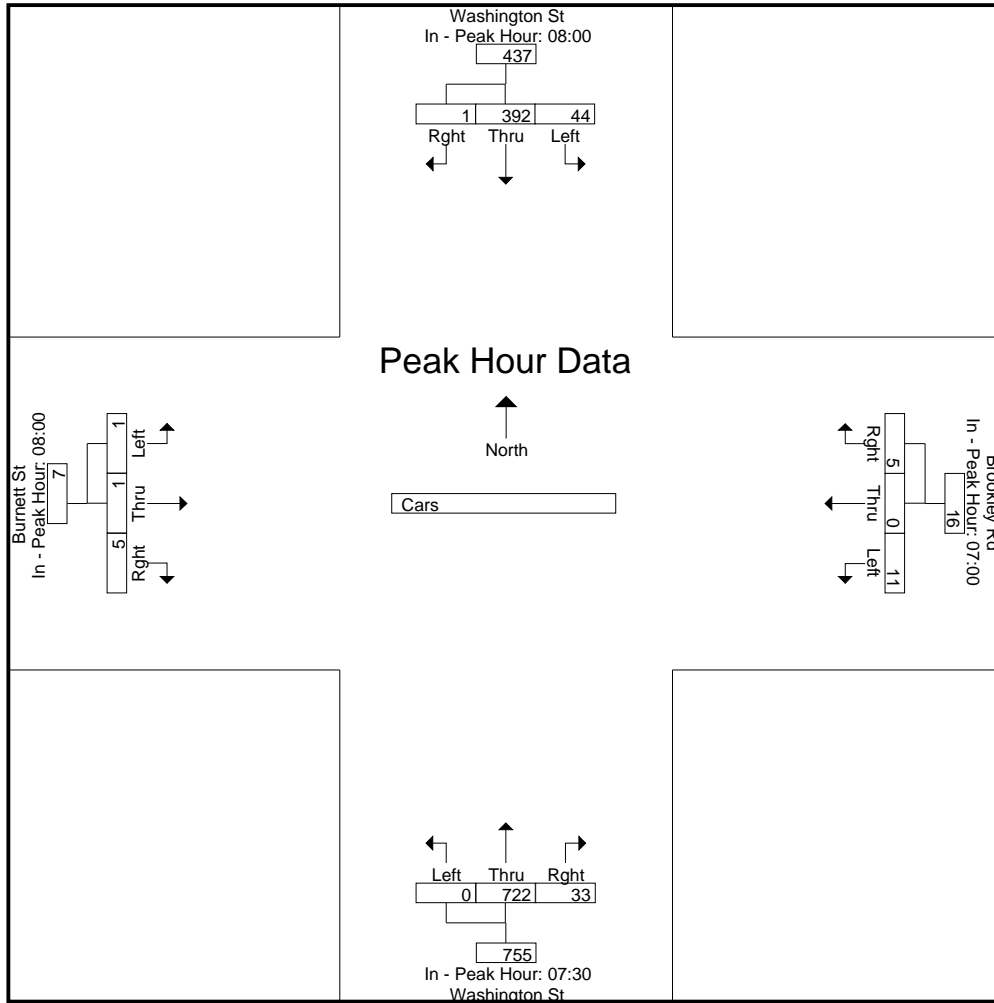 Washington St
In - Peak Hour: 08:00
437
1 392 44
Rght Thru Left
Peak Hour Data
North
Cars
Burnett St
In - Peak Hour: 08:00
7
1 1 5
Left Thru Rght
Brookley Rd
In - Peak Hour: 07:00
16
5 0 11
Rght Thru Left
Left Thru Rght
0 722 33
755
In - Peak Hour: 07:30
Washington St